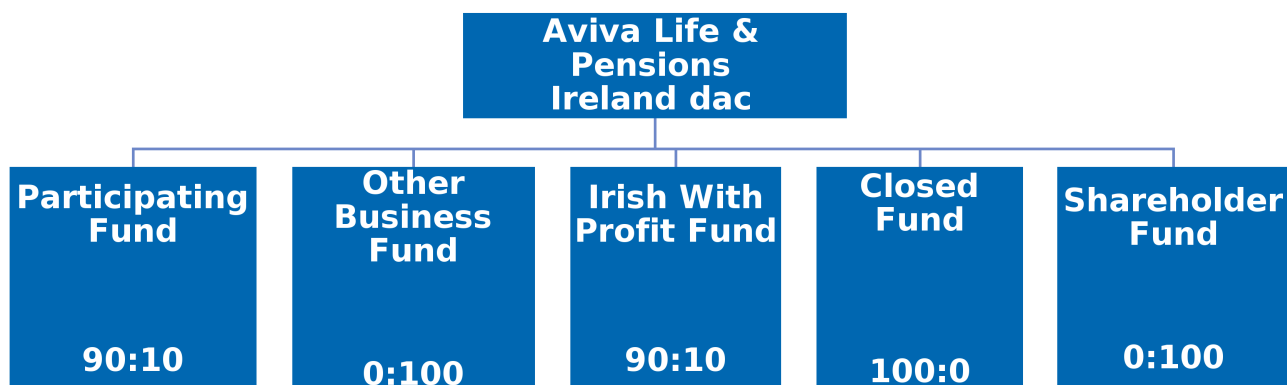 Aviva Life &
Pensions
Ireland dac
Participating
Fund
90:10
Other
Business
Fund
0:100
Irish With
Profit Fund
90:10
Closed
Fund
100:0
Shareholder
Fund
0:100